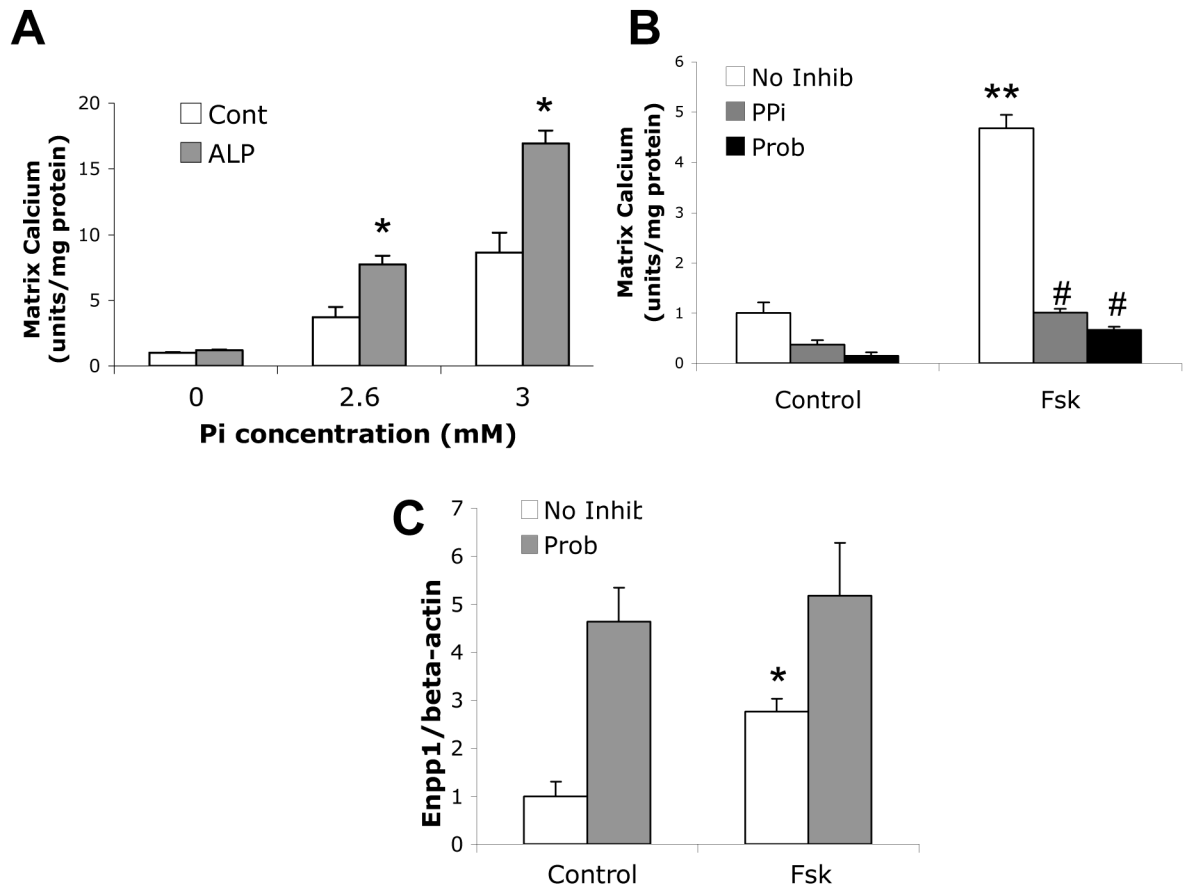 A
Matrix Calcium
(units/mg protein)
20
15
10
5
0
Cont
ALP
*
*
0 2.6 3
Pi concentration (mM)
B
Matrix Calcium
(units/mg protein)
6
5
4
3
2
1
0
No Inhib
PPi
Prob
**
#
#
Control Fsk
C
Enpp1/beta-actin
7
6
5
4
3
2
1
0
No Inhib
Prob
*
Control Fsk